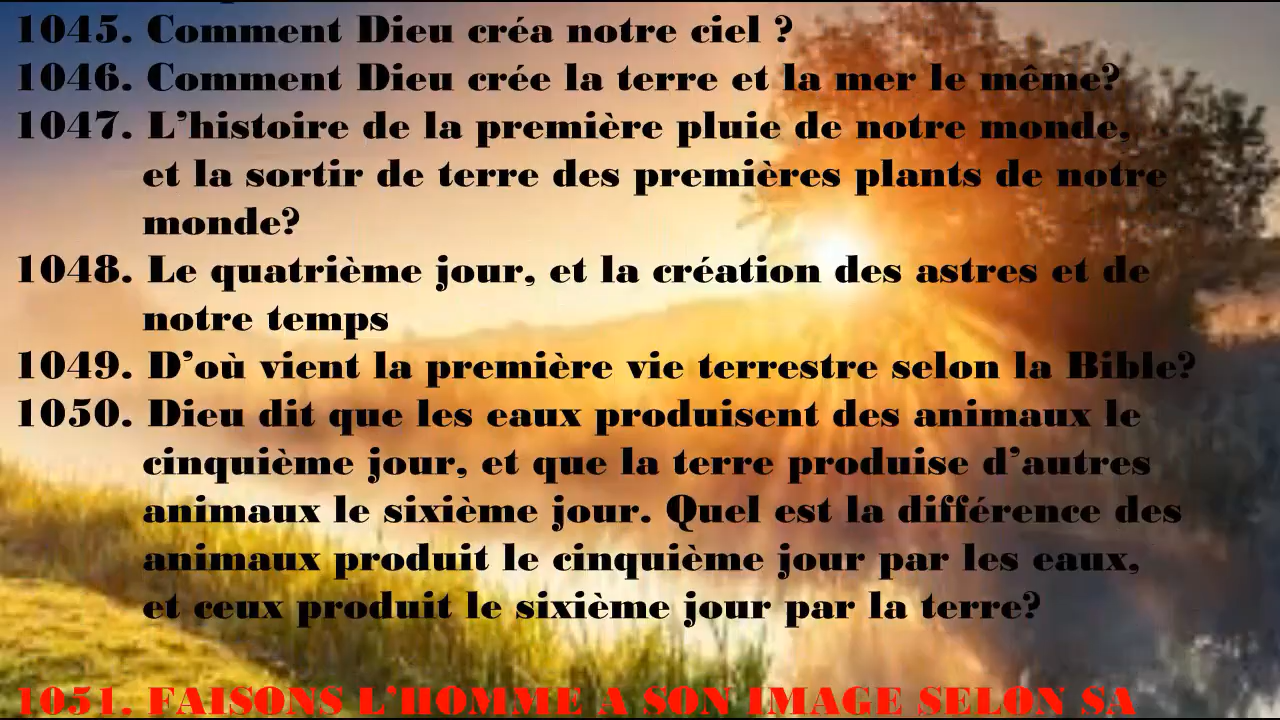 1045. Comment Dieu créa notre ciel ?
1046. Comment Dieu crée la terre et la mer le même?
1047. L'histoire de la première pluie de notre monde,
et la sortir de terre des premières plants de notre
monde?
1048. Le quatrième jour, et la création des astres et de
notre temps
1049. D'où vient la première vie terrestre selon la Bible?
1050. Dieu dit que les eaux produisent des animaux le
cinquième jour, et que la terre produise d'autres
animaux le sixième jour. Quel est la différence des
animaux produit le cinquième jour par les eaux,
et ceux produit le sixième jour par la terre?
1051. FAISONS L'HOMME A SON IMAGE SELON SA